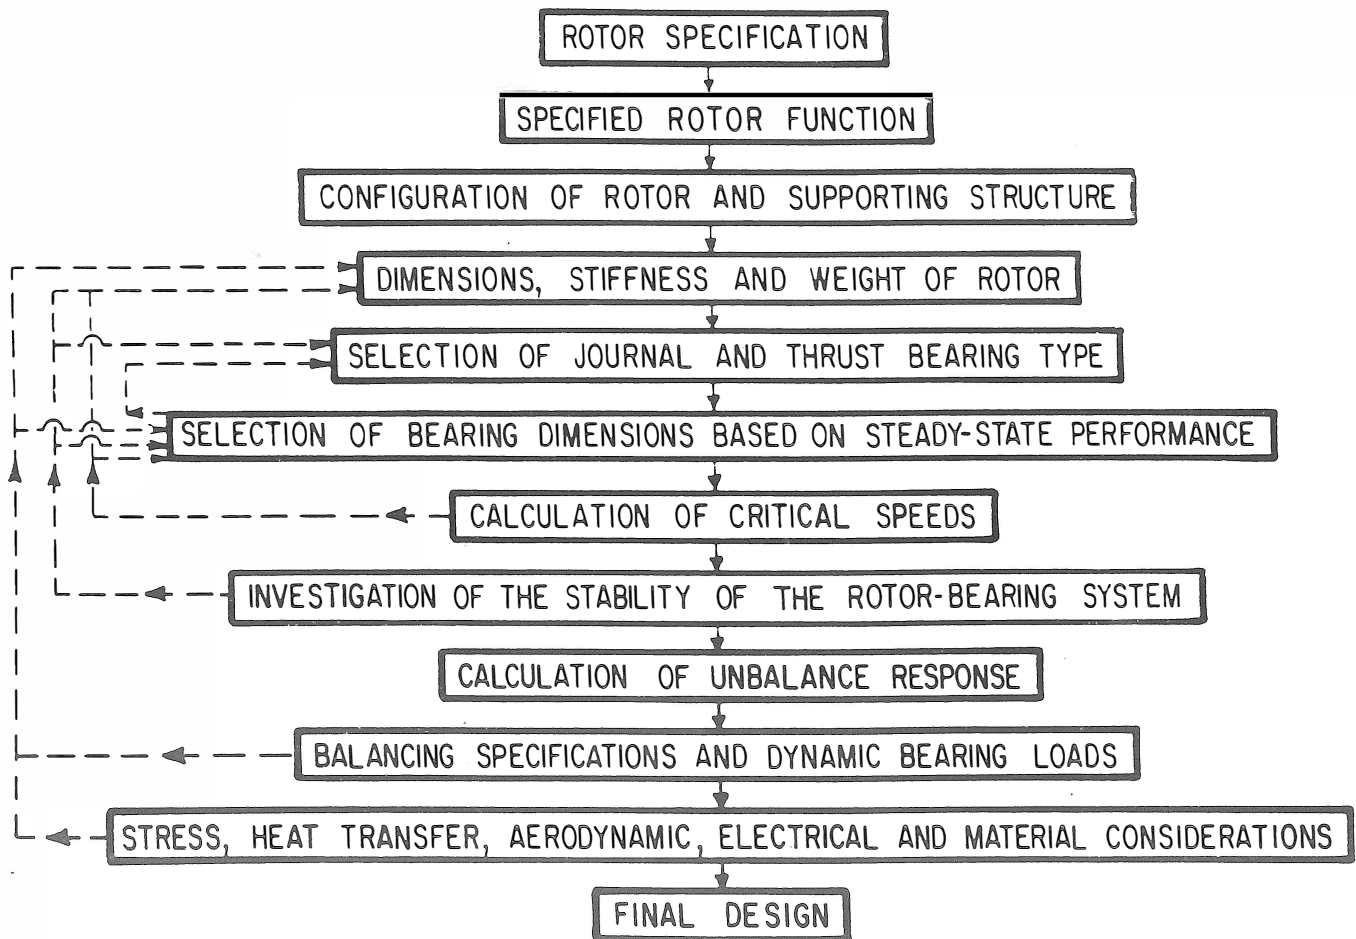 ROTOR SPECIFICATION
SPECIFIED ROTOR FUNCTION
CONFIGURATION OF ROTOR AND SUPPORTING STRUCTURE
DIMENSIONS, STIFFNESS AND WEIGHT OF ROTOR
SELECTION OF JOURNAL AND THRUST BEARING TYPE
SELECTION OF BEARING DIMENSIONS BASED ON STEADY-STATE PERFORMANCE
CALCULATION OF CRITICAL SPEEDS
INVESTIGATION OF THE STABILITY OF THE ROTOR-BEARING SYSTEM
CALCULATION OF UNBALANCE RESPONSE
BALANCING SPECIFICATIONS AND DYNAMIC BEARING LOADS
STRESS, HEAT TRANSFER, AERODYNAMIC, ELECTRICAL AND MATERIAL CONSIDERATIONS
FINAL DESIGN